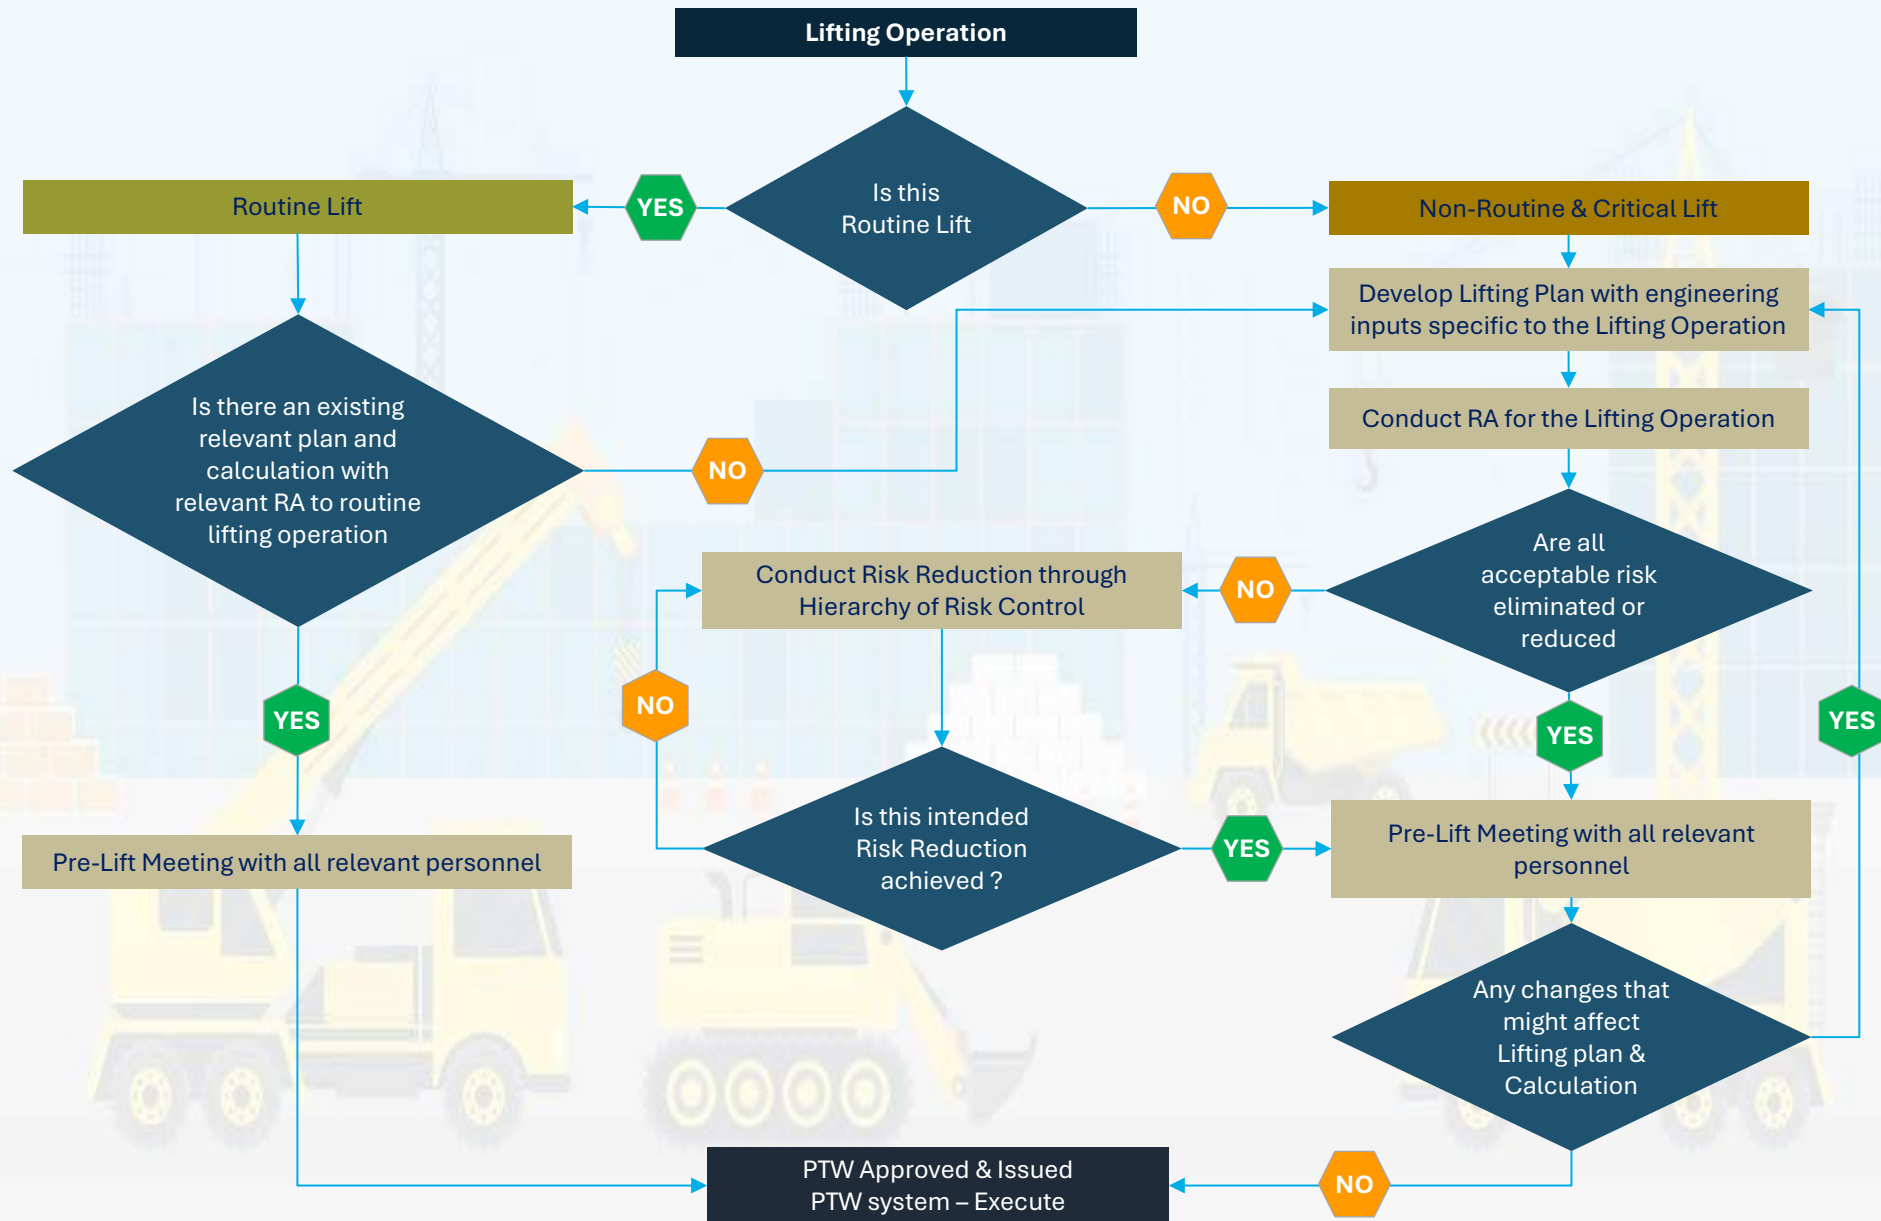 Lifting Operation
Is this
Routine Lift
YES
NO
Routine Lift
Non-Routine & Critical Lift
Develop Lifting Plan with engineering
inputs specific to the Lifting Operation
Conduct RA for the Lifting Operation
Is there an existing
relevant plan and
calculation with
relevant RA to routine
lifting operation
NO
Are all
acceptable risk
eliminated or
reduced
NO
Conduct Risk Reduction through
Hierarchy of Risk Control
YES
NO
YES
YES
Is this intended
Risk Reduction
achieved ?
YES
Pre-Lift Meeting with all relevant
personnel
Pre-Lift Meeting with all relevant personnel
Any changes that
might affect
Lifting plan &
Calculation
NO
PTW Approved & Issued
PTW system – Execute